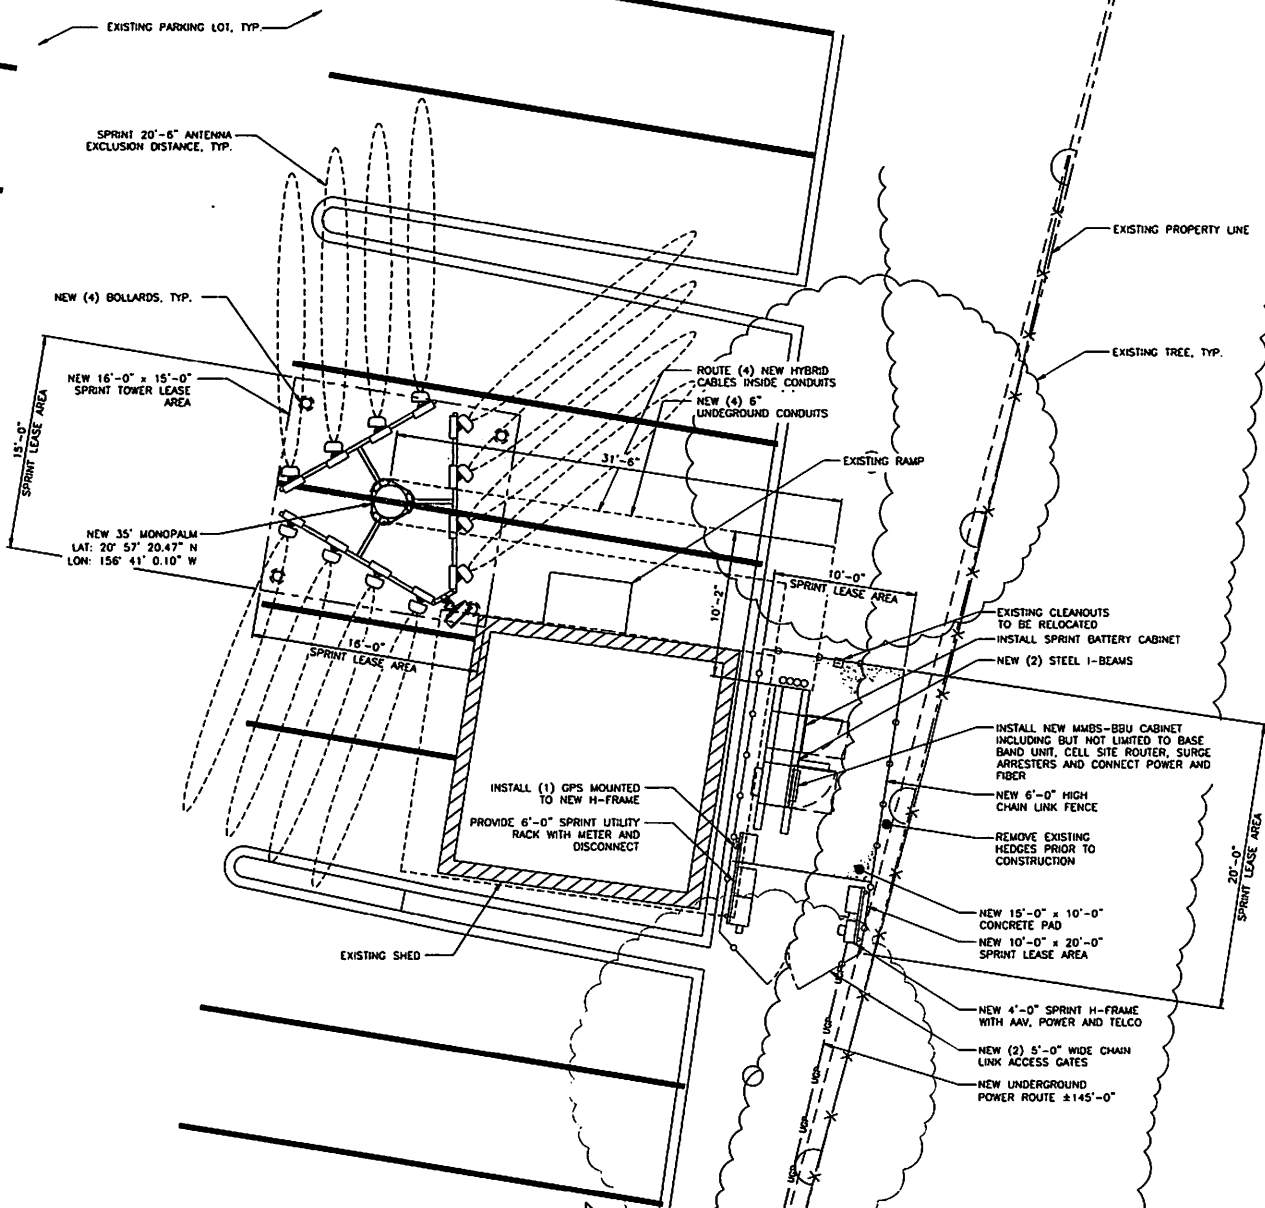 EXISTING PARKING LOT, TYP.
SPRINT 20'-6" ANTENNA
EXCLUSION DISTANCE, TYP.
EXISTING PROPERTY LINE
NEW (4) BOLLARDS, TYP.
EXISTING TREE, TYP.
NEW 16'-0" x 15'-0"
SPRINT TOWER LEASE
AREA
ROUTE (4) NEW HYBRID
CABLES INSIDE CONDUITS
NEW (4) 6"
UNDEGROUND CONDUITS
15'-0"
SPRINT LEASE AREA
31'-6"
EXISTING RAMP
NEW 35' MONOPALM
LAT: 20° 57' 20.47" N
LON: 156° 41' 0.10" W
10'-0"
SPRINT LEASE AREA
10'-2"
EXISTING CLEANOUTS
TO BE RELOCATED
INSTALL SPRINT BATTERY CABINET
NEW (2) STEEL I-BEAMS
16'-0"
SPRINT LEASE AREA
INSTALL NEW MMBS-BBU CABINET
INCLUDING BUT NOT LIMITED TO BASE
BAND UNIT, CELL SITE ROUTER, SURGE
ARRESTERS AND CONNECT POWER AND
FIBER
INSTALL (1) GPS MOUNTED
TO NEW H-FRAME
NEW 6'-0" HIGH
CHAIN LINK FENCE
PROVIDE 6'-0" SPRINT UTILITY
RACK WITH METER AND
DISCONNECT
REMOVE EXISTING
HEDGES PRIOR TO
CONSTRUCTION
20'-0"
SPRINT LEASE AREA
NEW 15'-0" x 10'-0"
CONCRETE PAD
NEW 10'-0" x 20'-0"
SPRINT LEASE AREA
EXISTING SHED
NEW 4'-0" SPRINT H-FRAME
WITH AAV, POWER AND TELCO
NEW (2) 5'-0" WIDE CHAIN
LINK ACCESS GATES
NEW UNDERGROUND
POWER ROUTE ±145'-0"
UGP
UGP
UGP
UGP
UGP